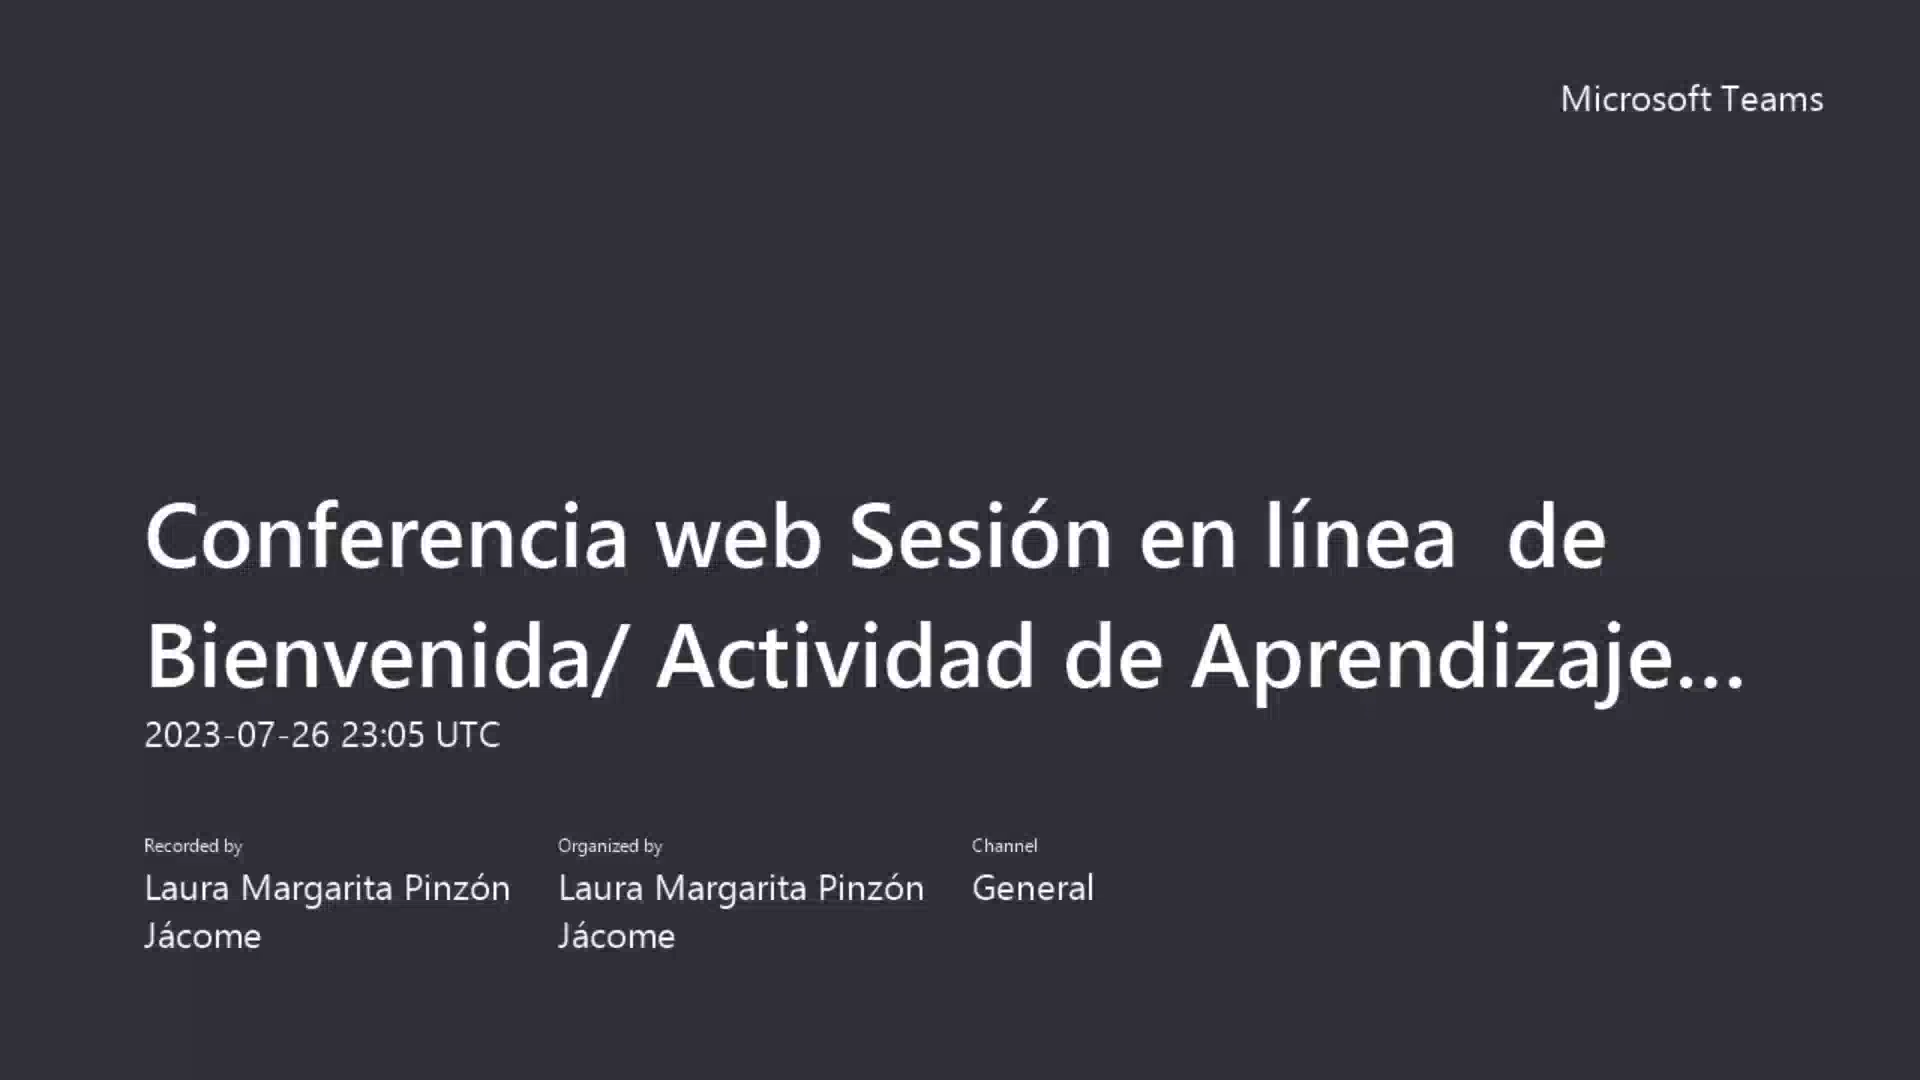 Microsoft Teams
Conferencia web Sesión en línea  de
Bienvenida/ Actividad de Aprendizaje...
2023-07-26 23:05 UTC
Recorded by
Laura Margarita Pinzón
Jácome
Organized by
Laura Margarita Pinzón
Jácome
Channel
General